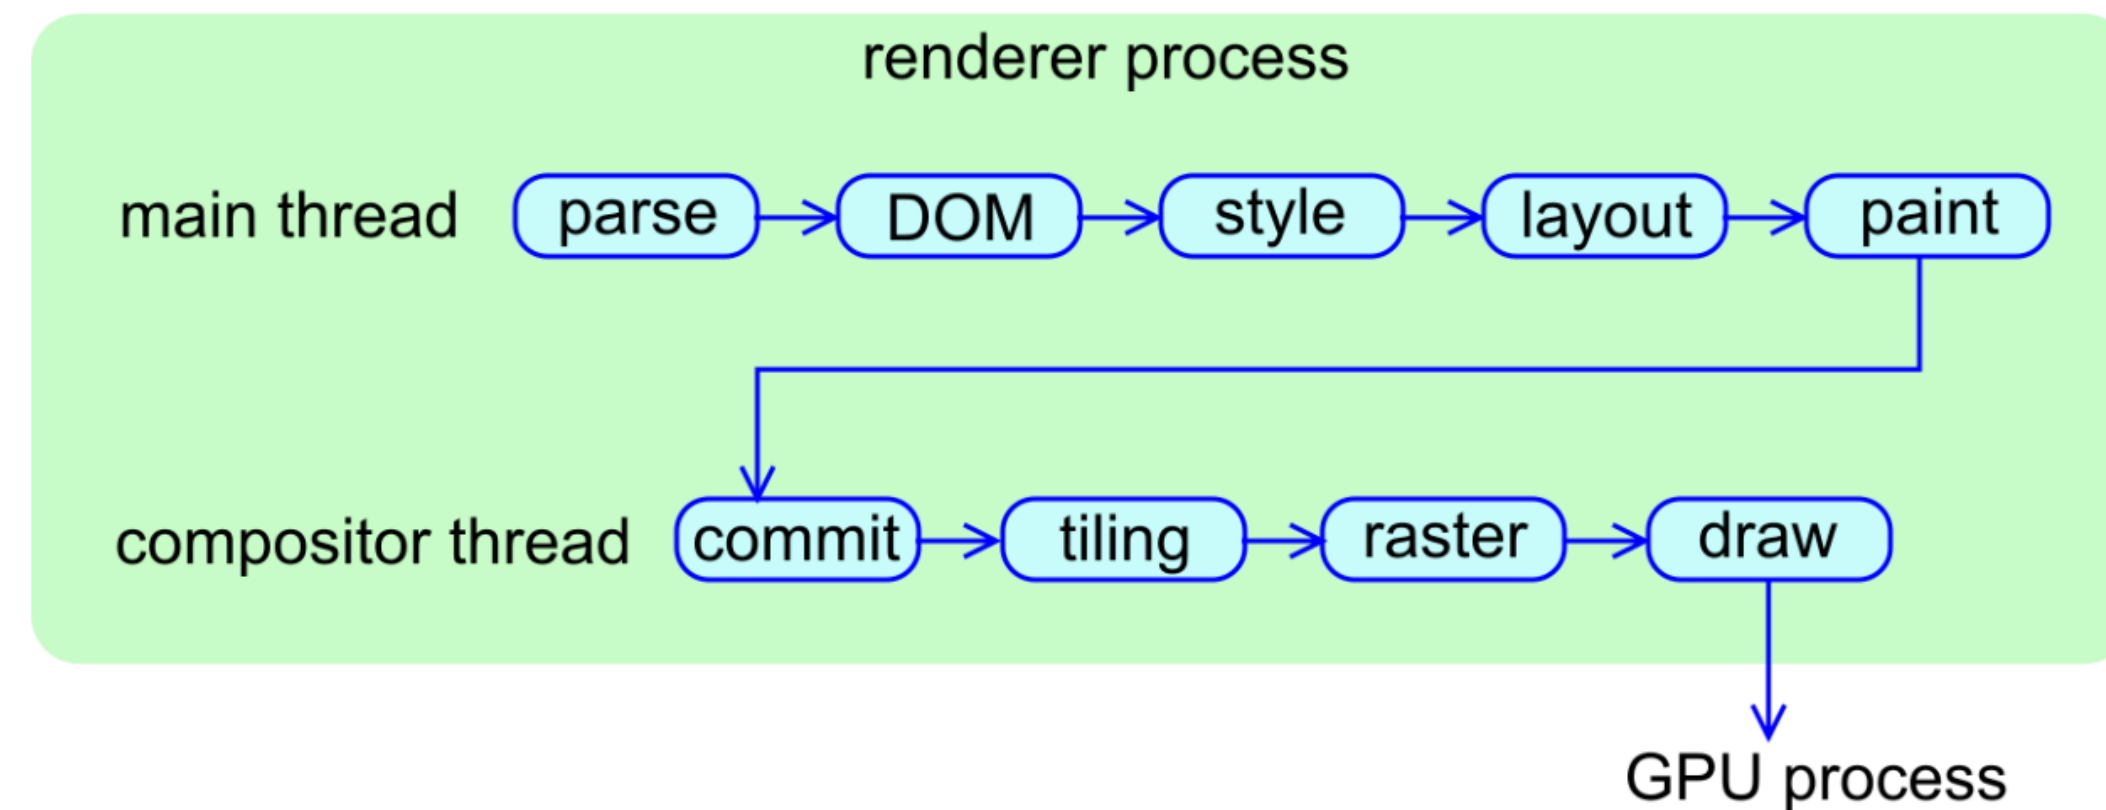 renderer process
main thread parse DOM style layout paint
compositor thread commit tiling raster draw
GPU process